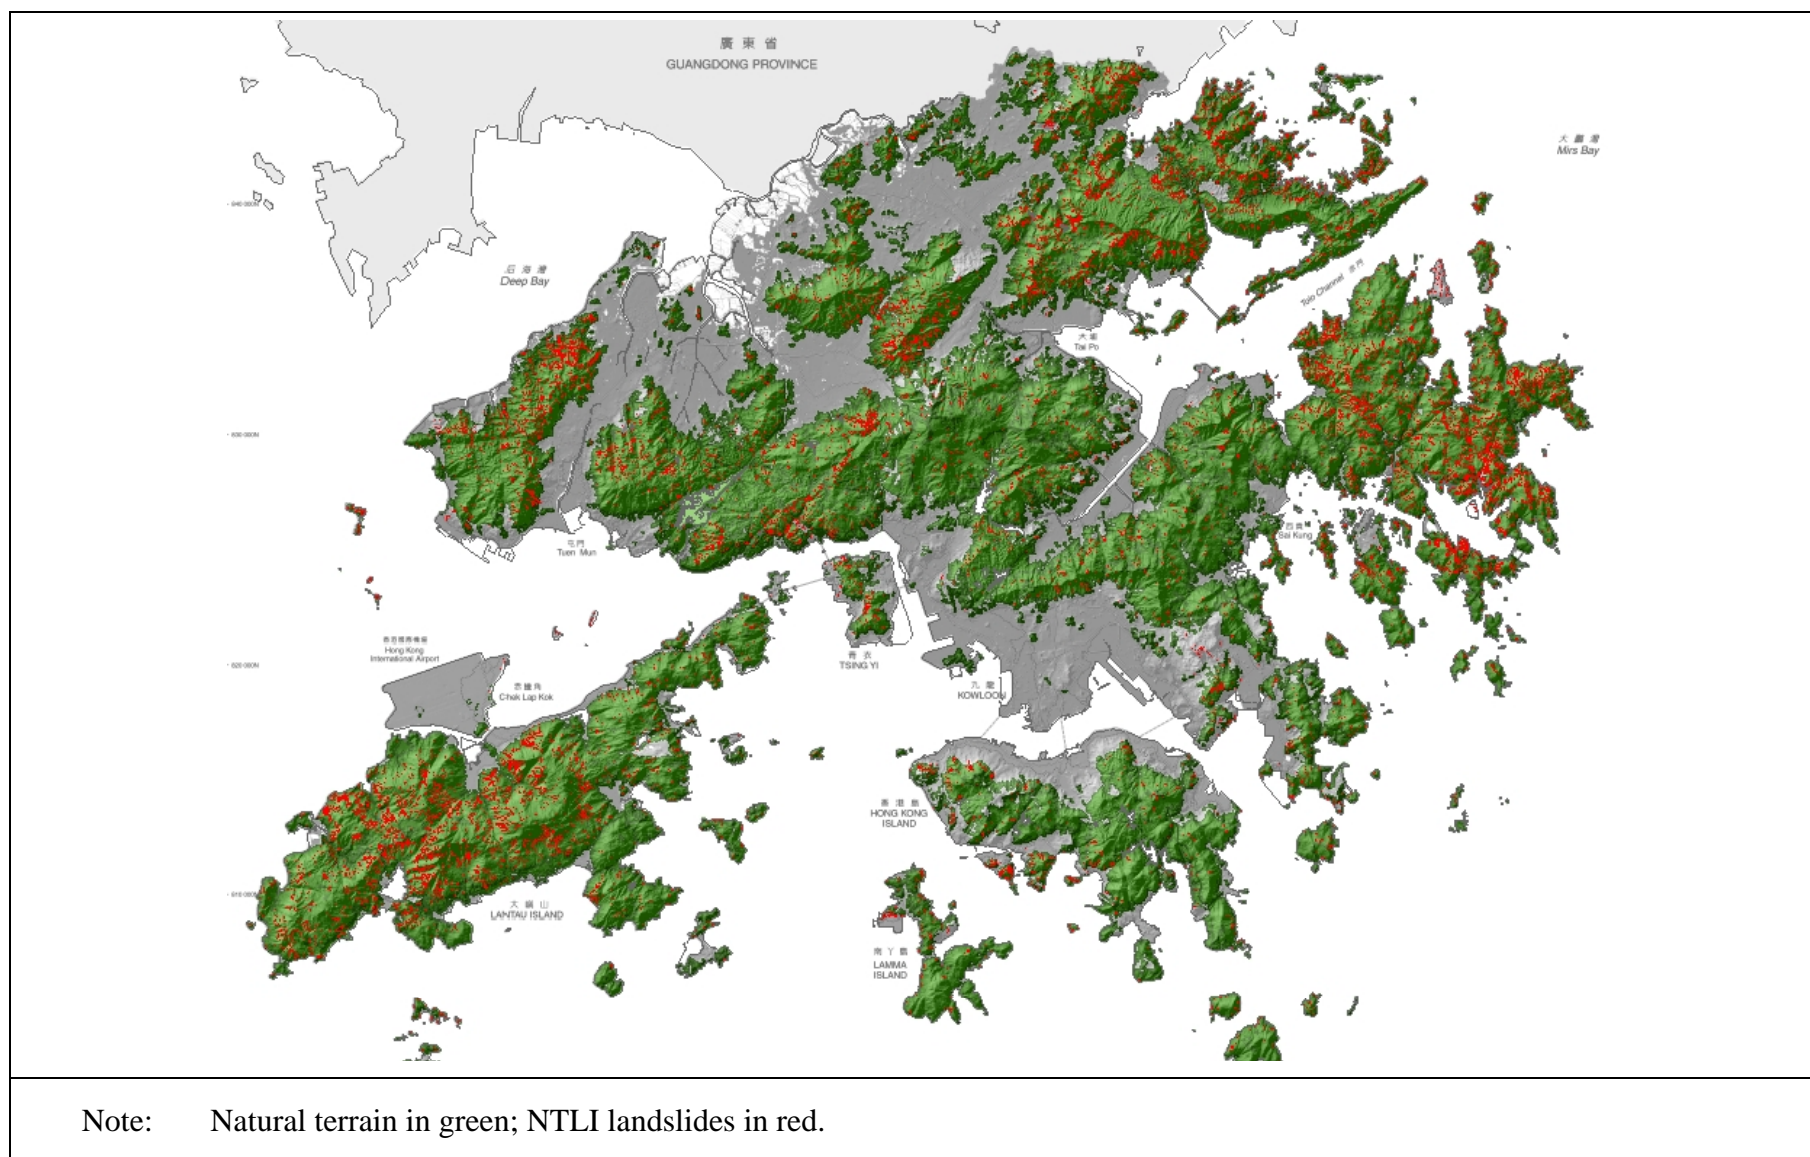 廣東省
GUANGDONG PROVINCE
大鵬灣
Mirs Bay
后海灣
Deep Bay
Tolo Channel 赤門
大埔
Tai Po
屯門
Tuen Mun
西貢
Sai Kung
香港國際機場
Hong Kong
International Airport
赤鱲角
Chek Lap Kok
青衣
TSING YI
九龍
KOWLOON
香港島
HONG KONG
ISLAND
大嶼山
LANTAU ISLAND
南丫島
LAMMA
ISLAND
Note: Natural terrain in green; NTLI landslides in red.